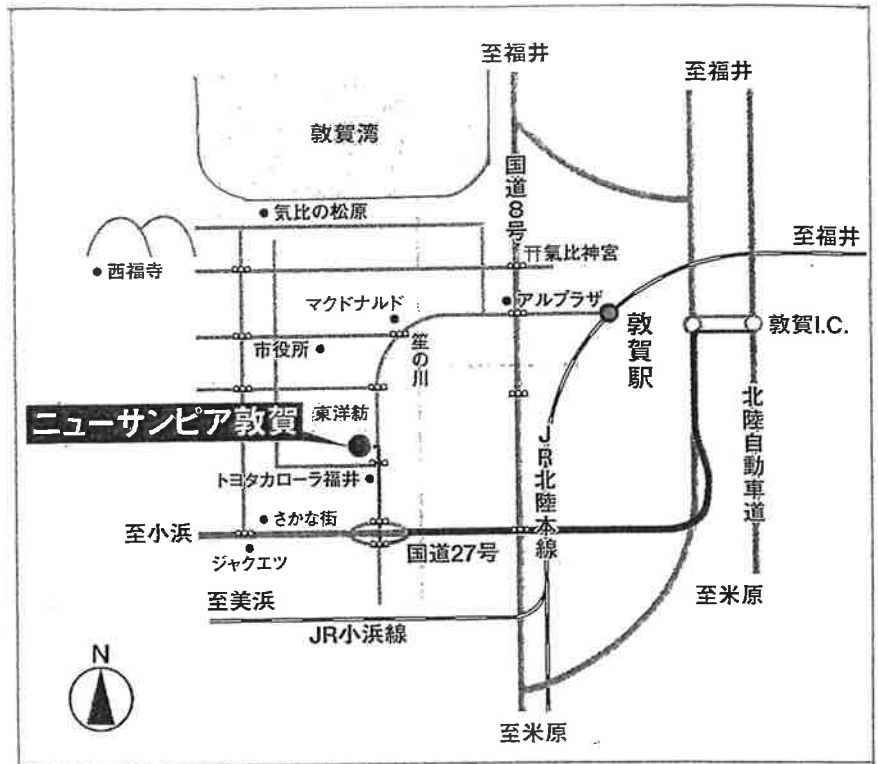 至福井
至福井
敦賀湾
国道8号
気比の松原
至福井
氣比神宮
西福寺
アルプラザ
マクドナルド
敦賀I.C.
笙の川
敦賀駅
市役所
北陸自動車道
東洋紡
ニューサンピア敦賀
JR北陸本線
トヨタカローラ福井
さかな街
至小浜
国道27号
ジャクエツ
至美浜
至米原
JR小浜線
N
至米原